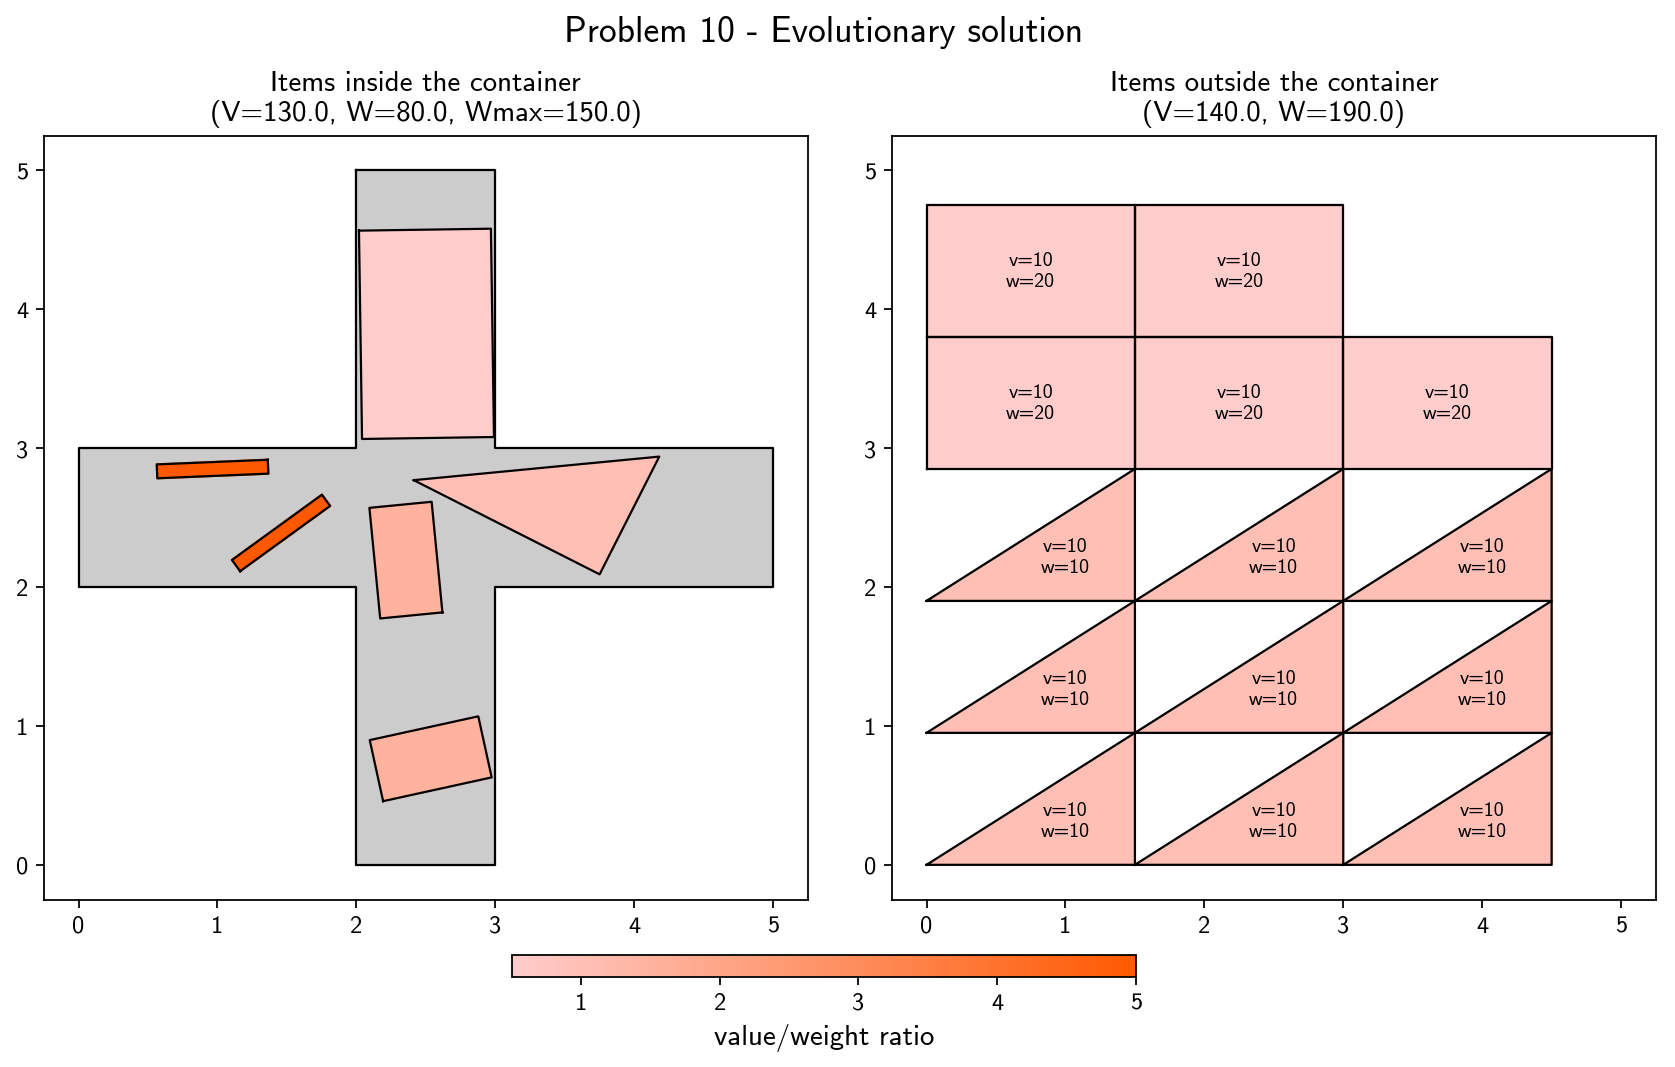 Problem 10 - Evolutionary solution
Items inside the container
(V=130.0, W=80.0, Wmax=150.0)
5
4
3
2
1
0
0 1 2 3 4 5
Items outside the container
(V=140.0, W=190.0)
5
4
3
2
1
0
v=10
w=20
v=10
w=20
v=10
w=20
v=10
w=20
v=10
w=20
v=10
w=10
v=10
w=10
v=10
w=10
v=10
w=10
v=10
w=10
v=10
w=10
v=10
w=10
v=10
w=10
v=10
w=10
0 1 2 3 4 5
1 2 3 4 5
value/weight ratio